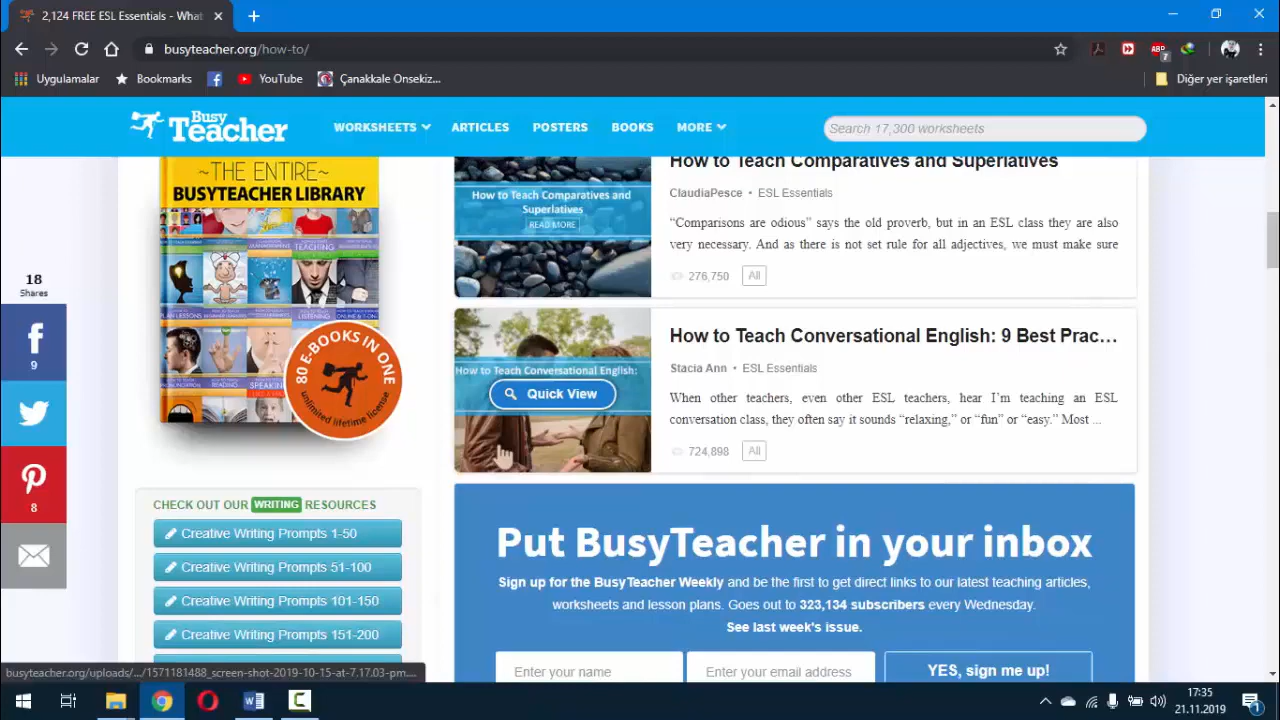 2,124 FREE ESL Essentials - What
busyteacher.org/how-to/
7
Uygulamalar
Bookmarks
YouTube
Çanakkale Onsekiz...
Diğer yer işaretleri
Busy Teacher
WORKSHEETS
ARTICLES
POSTERS
BOOKS
MORE
Search 17,300 worksheets
~THE ENTIRE~
BUSYTEACHER LIBRARY
80 E-BOOKS IN ONE
unlimited lifetime license
18
Shares
9
8
CHECK OUT OUR WRITING RESOURCES
Creative Writing Prompts 1-50
Creative Writing Prompts 51-100
Creative Writing Prompts 101-150
Creative Writing Prompts 151-200
How to Teach Comparatives and
Superlatives
READ MORE
How to Teach Comparatives and Superlatives
ClaudiaPesce • ESL Essentials
“Comparisons are odious” says the old proverb, but in an ESL class they are also
very necessary. And as there is not set rule for all adjectives, we must make sure
276,750 All
How to Teach Conversational English:
Quick View
How to Teach Conversational English: 9 Best Prac...
Stacia Ann • ESL Essentials
When other teachers, even other ESL teachers, hear I’m teaching an ESL
conversation class, they often say it sounds “relaxing,” or “fun” or “easy.” Most ...
724,898 All
Put BusyTeacher in your inbox
Sign up for the BusyTeacher Weekly and be the first to get direct links to our latest teaching articles,
worksheets and lesson plans. Goes out to 323,134 subscribers every Wednesday.
See last week's issue.
Enter your name
Enter your email address
YES, sign me up!
busyteacher.org/uploads/.../1571181488_screen-shot-2019-10-15-at-7.17.03-pm....
17:35
21.11.2019
1